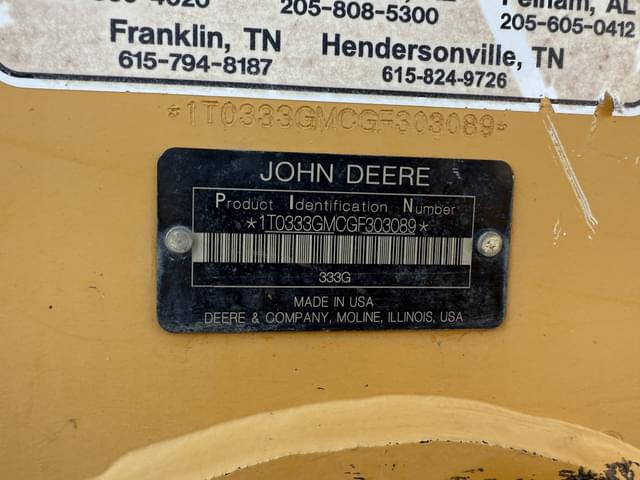 205-808-5300
Pelham, AL
205-605-0412
Franklin, TN
615-794-8187
Hendersonville, TN
615-824-9726
*1T0333GMCGF303089*
JOHN DEERE
Product Identification Number
*1T0333GMCGF303089*
333G
MADE IN USA
DEERE & COMPANY, MOLINE, ILLINOIS, USA